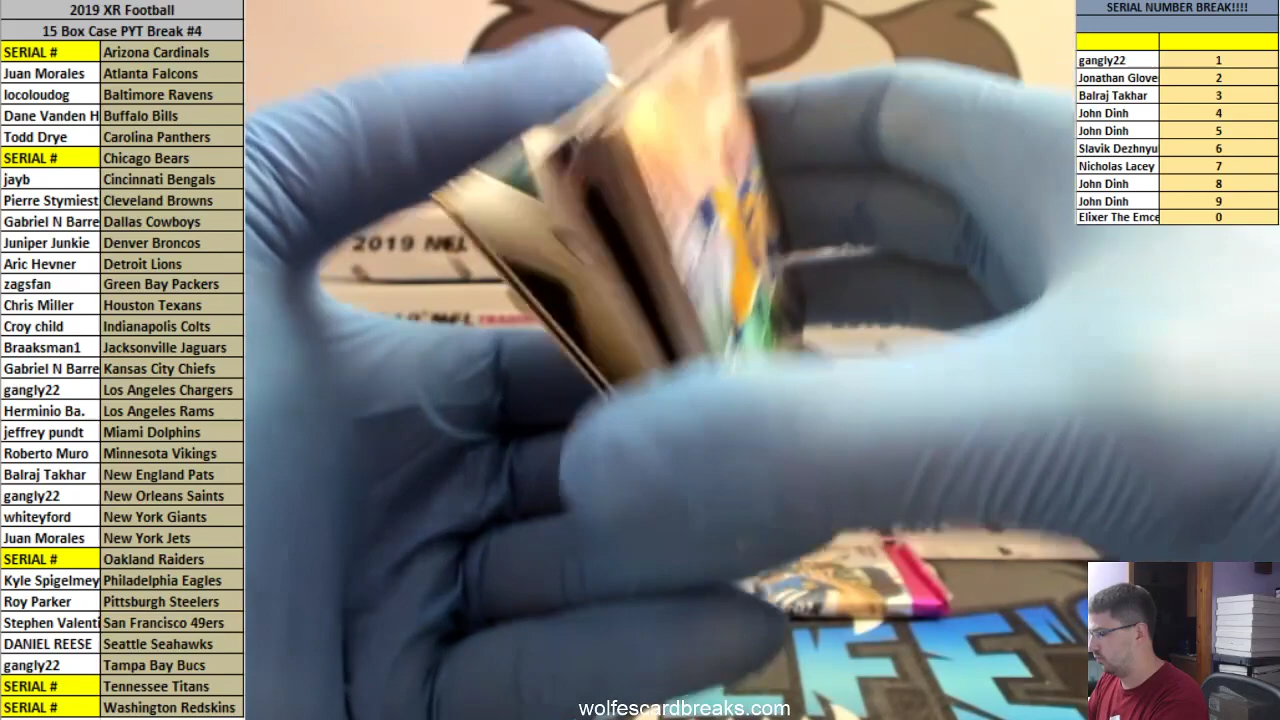 2019 XR Football
15 Box Case PYT Break #4
SERIAL # Arizona Cardinals
Juan Morales Atlanta Falcons
locoloudog Baltimore Ravens
Dane Vanden H Buffalo Bills
Todd Drye Carolina Panthers
SERIAL # Chicago Bears
jayb Cincinnati Bengals
Pierre Stymiest Cleveland Browns
Gabriel N Barre Dallas Cowboys
Juniper Junkie Denver Broncos
Aric Hevner Detroit Lions
zagsfan Green Bay Packers
Chris Miller Houston Texans
Croy child Indianapolis Colts
Braaksman1 Jacksonville Jaguars
Gabriel N Barre Kansas City Chiefs
gangly22 Los Angeles Chargers
Herminio Ba. Los Angeles Rams
jeffrey pundt Miami Dolphins
Roberto Muro Minnesota Vikings
Balraj Takhar New England Pats
gangly22 New Orleans Saints
whiteyford New York Giants
Juan Morales New York Jets
SERIAL # Oakland Raiders
Kyle Spigelmey Philadelphia Eagles
Roy Parker Pittsburgh Steelers
Stephen Valenti San Francisco 49ers
DANIEL REESE Seattle Seahawks
gangly22 Tampa Bay Bucs
SERIAL # Tennessee Titans
SERIAL # Washington Redskins
SERIAL NUMBER BREAK!!!!
gangly22 1
Jonathan Glove 2
Balraj Takhar 3
John Dinh 4
John Dinh 5
Slavik Dezhnyu 6
Nicholas Lacey 7
John Dinh 8
John Dinh 9
Elixer The Emce 0
2019 NFL
wolfescardbreaks.com